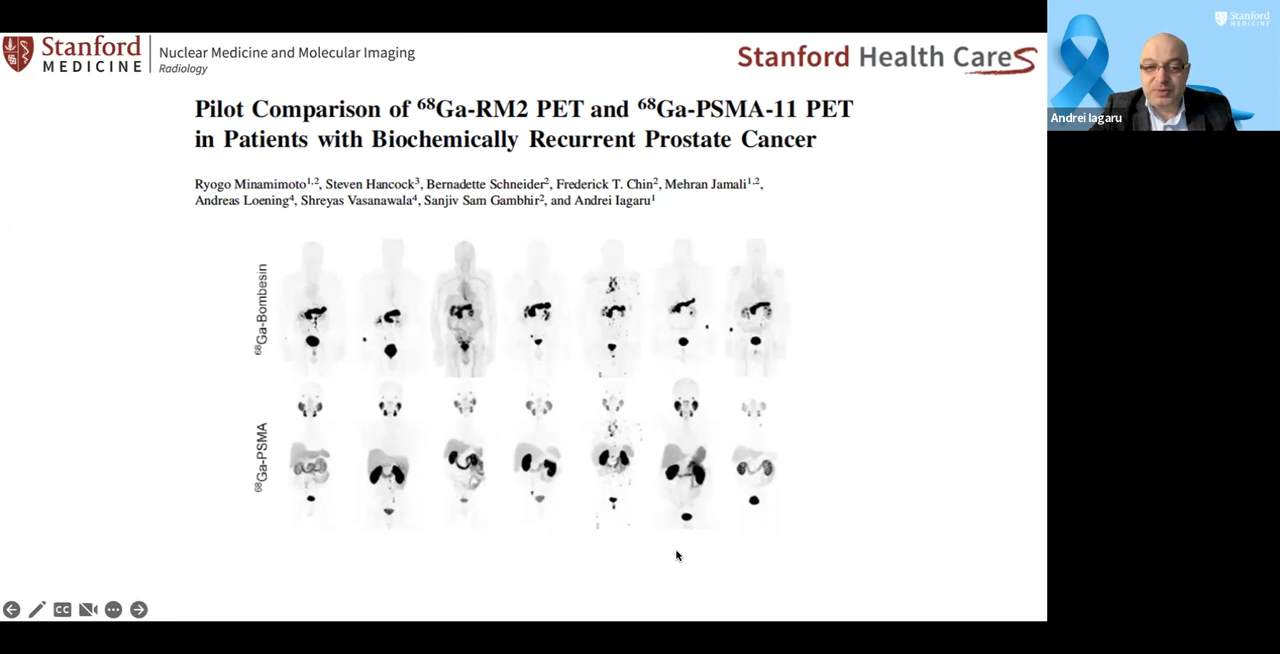 Stanford
MEDICINE
Nuclear Medicine and Molecular Imaging
Radiology
Stanford Health Care
Stanford
MEDICINE
Andrei Iagaru
Pilot Comparison of ⁶⁸Ga-RM2 PET and ⁶⁸Ga-PSMA-11 PET
in Patients with Biochemically Recurrent Prostate Cancer
Ryogo Minamimoto¹,², Steven Hancock³, Bernadette Schneider², Frederick T. Chin², Mehran Jamali¹,²,
Andreas Loening⁴, Shreyas Vasanawala⁴, Sanjiv Sam Gambhir², and Andrei Iagaru¹
⁶⁸Ga-Bombesin
⁶⁸Ga-PSMA
CC